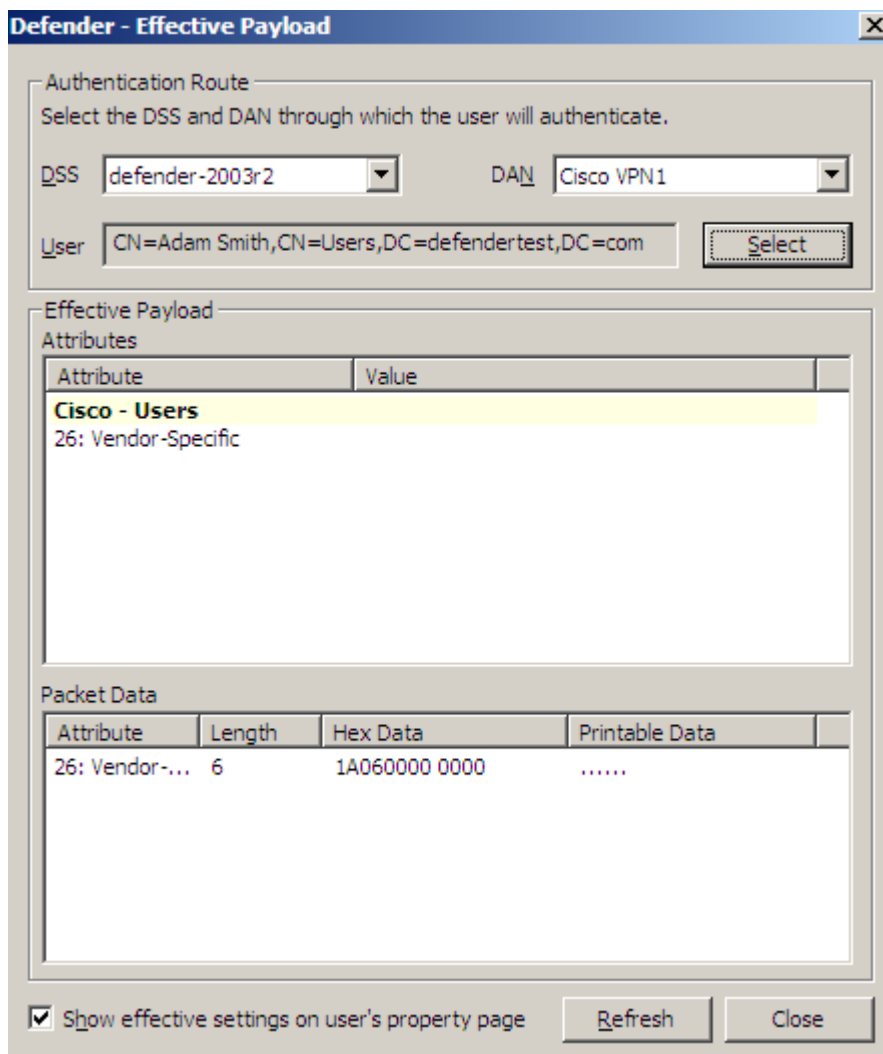 Defender - Effective Payload
Authentication Route
Select the DSS and DAN through which the user will authenticate.
DSS defender-2003r2 DAN Cisco VPN1
User CN=Adam Smith,CN=Users,DC=defendertest,DC=com Select
Effective Payload
Attributes
Attribute Value
Cisco - Users
26: Vendor-Specific
Packet Data
Attribute Length Hex Data Printable Data
26: Vendor-... 6 1A060000 0000 ......
Show effective settings on user's property page Refresh Close